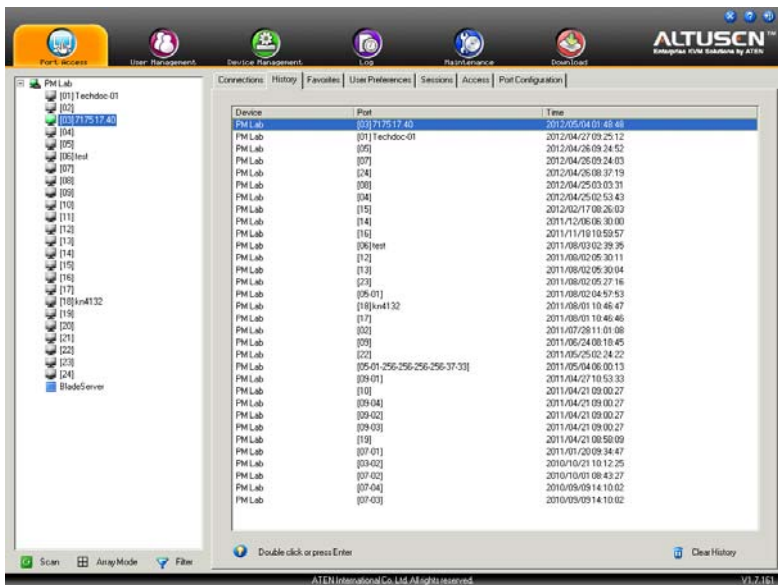 Port Access
User Management
Device Management
Log
Maintenance
Download
ALTUSEN™
Enterprise KVM Solutions by ATEN
PM Lab
[01] Techdoc-01
[02]
[03]717517.40
[04]
[05]
[06]test
[07]
[08]
[09]
[10]
[11]
[12]
[13]
[14]
[15]
[16]
[17]
[18]kn4132
[19]
[20]
[21]
[22]
[23]
[24]
BladeServer
Scan
Array Mode
Filter
Connections History Favorites User Preferences Sessions Access Port Configuration
Device Port Time
PM Lab [03]717517.40 2012/05/04 01:48:48
PM Lab [01] Techdoc-01 2012/04/27 09:25:12
PM Lab [05] 2012/04/26 09:24:52
PM Lab [07] 2012/04/26 09:24:03
PM Lab [24] 2012/04/26 08:37:19
PM Lab [08] 2012/04/25 03:03:31
PM Lab [04] 2012/04/25 02:53:43
PM Lab [15] 2012/02/17 08:26:03
PM Lab [14] 2011/12/06 06:30:00
PM Lab [16] 2011/11/18 10:59:57
PM Lab [06]test 2011/08/03 02:39:35
PM Lab [12] 2011/08/02 05:30:11
PM Lab [13] 2011/08/02 05:30:04
PM Lab [23] 2011/08/02 05:27:16
PM Lab [05-01] 2011/08/02 04:57:53
PM Lab [18]kn4132 2011/08/01 10:46:47
PM Lab [17] 2011/08/01 10:46:46
PM Lab [02] 2011/07/28 11:01:08
PM Lab [09] 2011/06/24 08:18:45
PM Lab [22] 2011/05/25 02:24:22
PM Lab [05-01-256-256-256-256-37-33] 2011/05/04 06:00:13
PM Lab [09-01] 2011/04/27 10:53:33
PM Lab [10] 2011/04/21 09:00:27
PM Lab [09-04] 2011/04/21 09:00:27
PM Lab [09-02] 2011/04/21 09:00:27
PM Lab [09-03] 2011/04/21 09:00:27
PM Lab [19] 2011/04/21 08:58:09
PM Lab [07-01] 2011/01/20 09:34:47
PM Lab [03-02] 2010/10/21 10:12:25
PM Lab [07-02] 2010/10/01 08:43:27
PM Lab [07-04] 2010/09/09 14:10:02
PM Lab [07-03] 2010/09/09 14:10:02
Double click or press Enter
Clear History
ATEN International Co., Ltd. All rights reserved.
V1.7.161